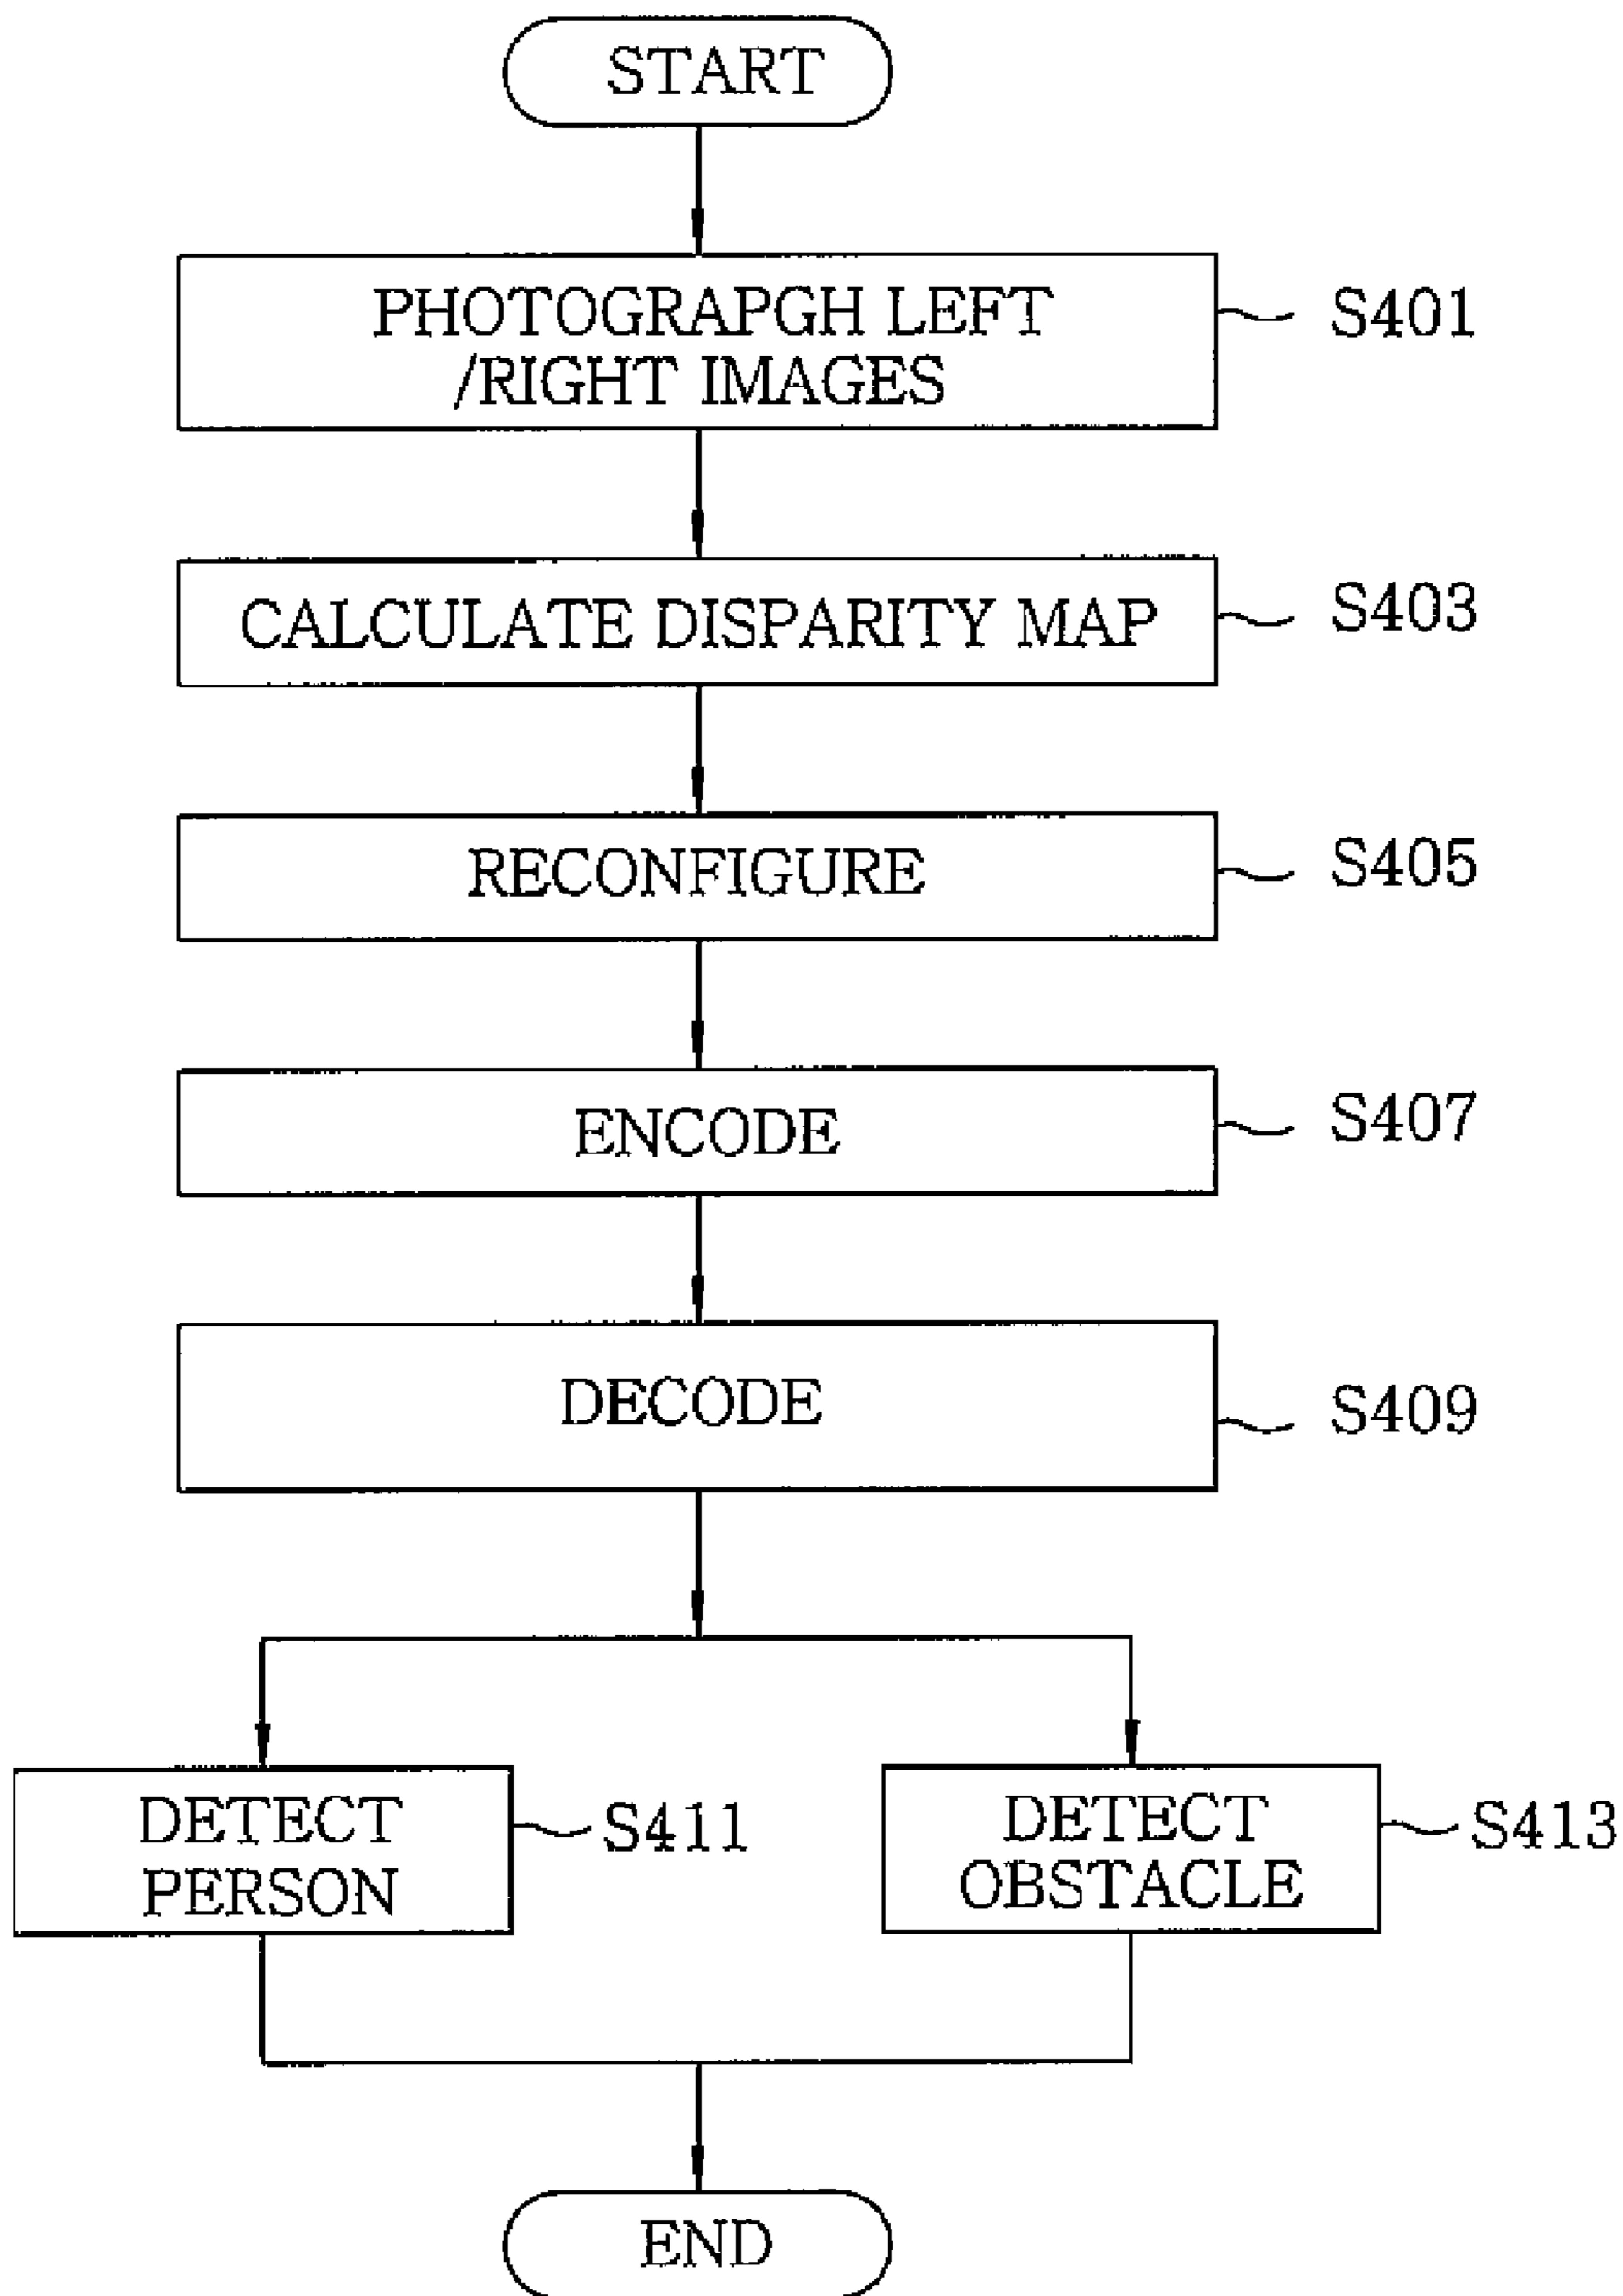 START
PHOTOGRAPGH LEFT
/RIGHT IMAGES
S401
CALCULATE DISPARITY MAP
S403
RECONFIGURE
S405
ENCODE
S407
DECODE
S409
DETECT
PERSON
S411
DETECT
OBSTACLE
S413
END